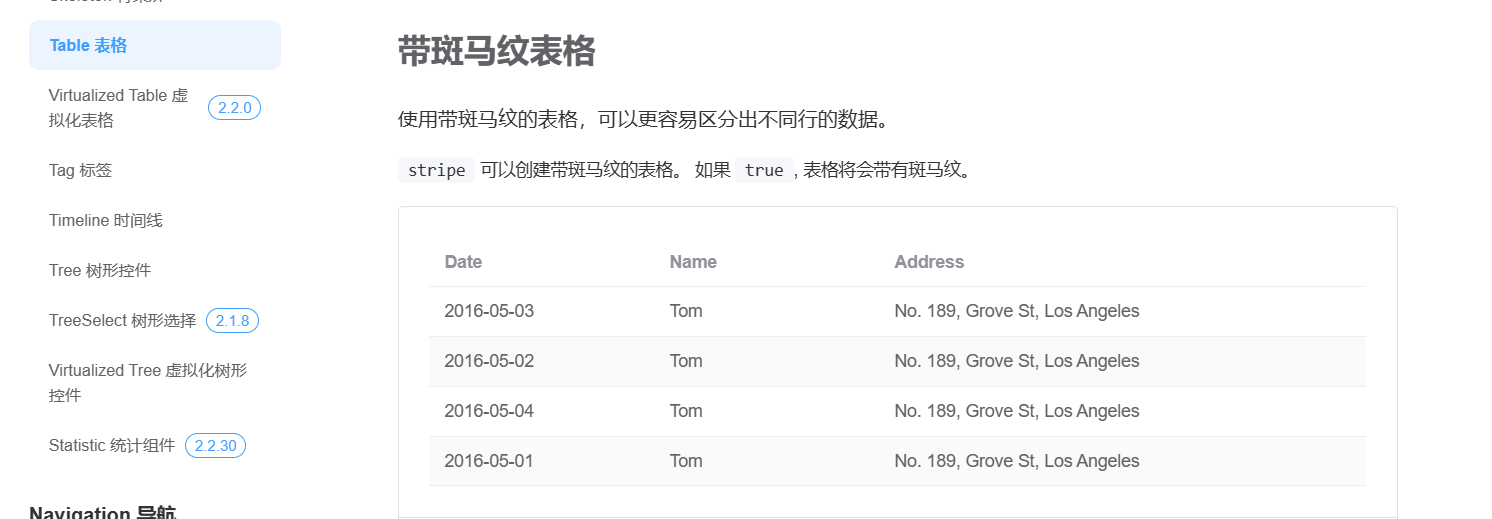 Table 表格
Virtualized Table 虚
拟化表格
2.2.0
Tag 标签
Timeline 时间线
Tree 树形控件
TreeSelect 树形选择 2.1.8
Virtualized Tree 虚拟化树形
控件
Statistic 统计组件 2.2.30
Navigation 导航
带斑马纹表格
使用带斑马纹的表格，可以更容易区分出不同行的数据。
stripe 可以创建带斑马纹的表格。 如果 true , 表格将会带有斑马纹。
Date Name Address
2016-05-03 Tom No. 189, Grove St, Los Angeles
2016-05-02 Tom No. 189, Grove St, Los Angeles
2016-05-04 Tom No. 189, Grove St, Los Angeles
2016-05-01 Tom No. 189, Grove St, Los Angeles